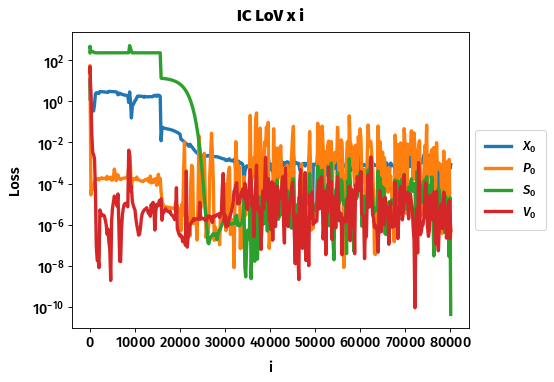 IC LoV x i
Loss
10²
10⁰
10⁻²
10⁻⁴
10⁻⁶
10⁻⁸
10⁻¹⁰
0 10000 20000 30000 40000 50000 60000 70000 80000
i
X₀
P₀
S₀
V₀